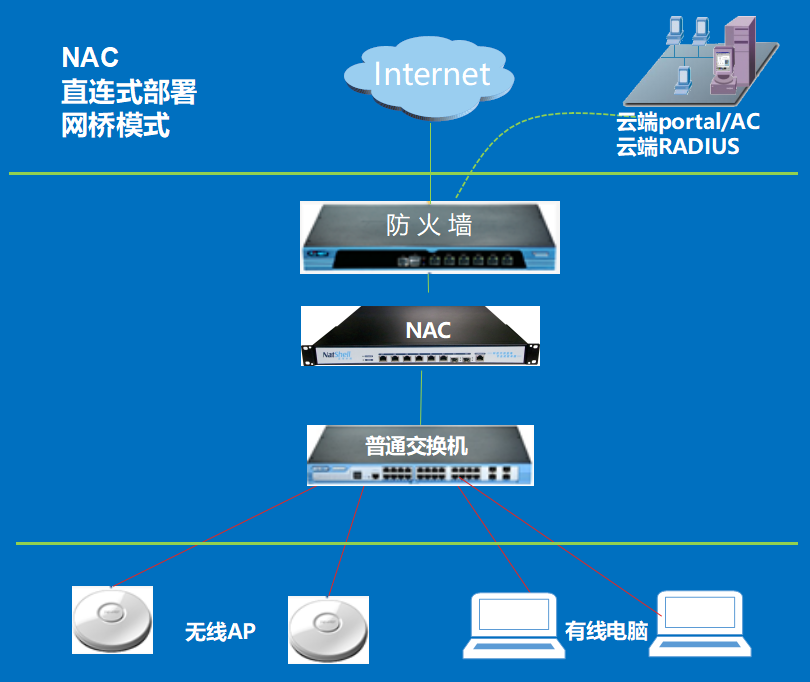 NAC
直连式部署
网桥模式
Internet
云端portal/AC
云端RADIUS
防火墙
NAC
NatShell
普通交换机
无线AP
有线电脑